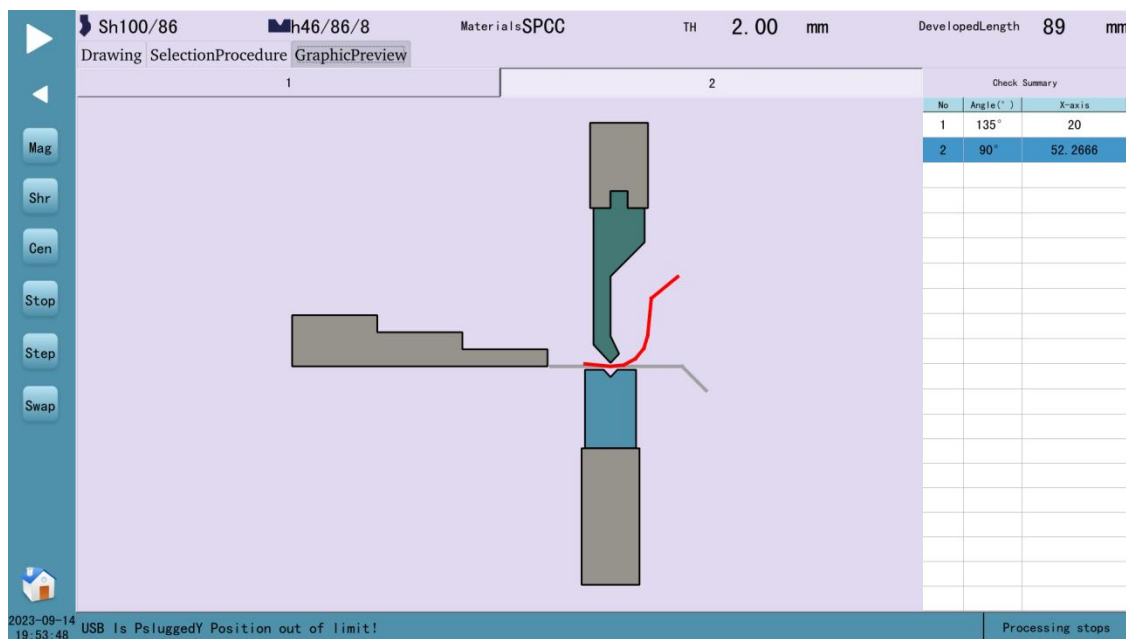 Sh100/86 h46/86/8 MaterialsSPCC TH 2.00 mm DevelopedLength 89 mm
Drawing SelectionProcedure GraphicPreview
1 2 Check Summary
No Angle(°) X-axis
1 135° 20
2 90° 52.2666
Mag
Shr
Cen
Stop
Step
Swap
2023-09-14
19:53:48
USB Is PsluggedY Position out of limit! Processing stops